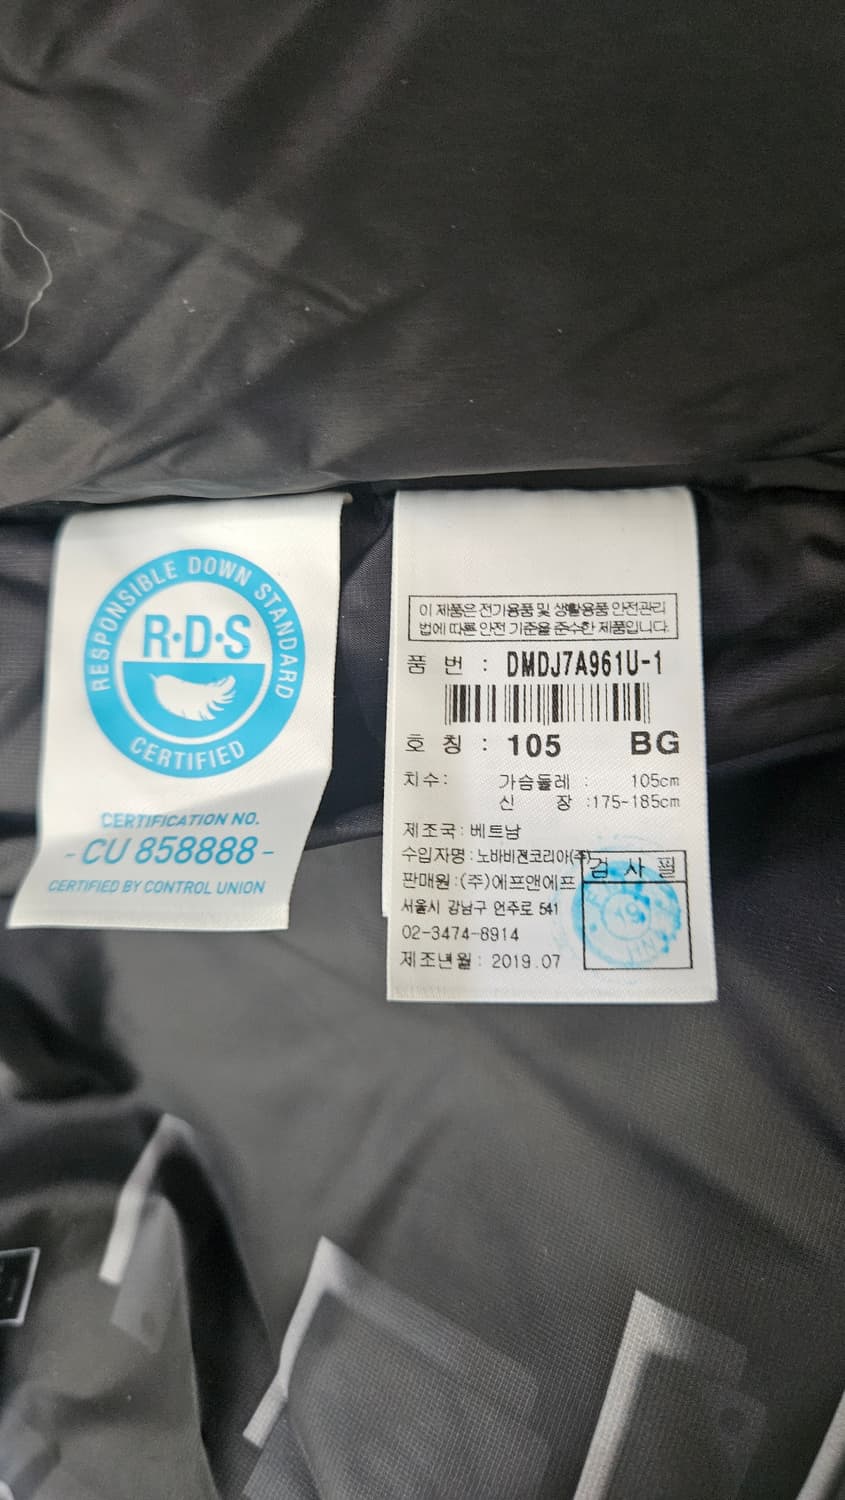 RESPONSIBLE DOWN STANDARD
R·D·S
CERTIFIED
CERTIFICATION NO.
- CU 858888 -
CERTIFIED BY CONTROL UNION
이 제품은 전기용품 및 생활용품 안전관리
법에 따른 안전 기준을 준수한 제품입니다.
품 번 : DMDJ7A961U-1
호 칭 : 105 BG
치수: 가슴둘레 : 105cm
신 장 :175-185cm
제조국: 베트남
수입자명 : 노바비젼코리아(주)
판매원 :(주)에프앤에프
서울시 강남구 언주로 541
02-3474-8914
제조년월 : 2019.07
검 사 필